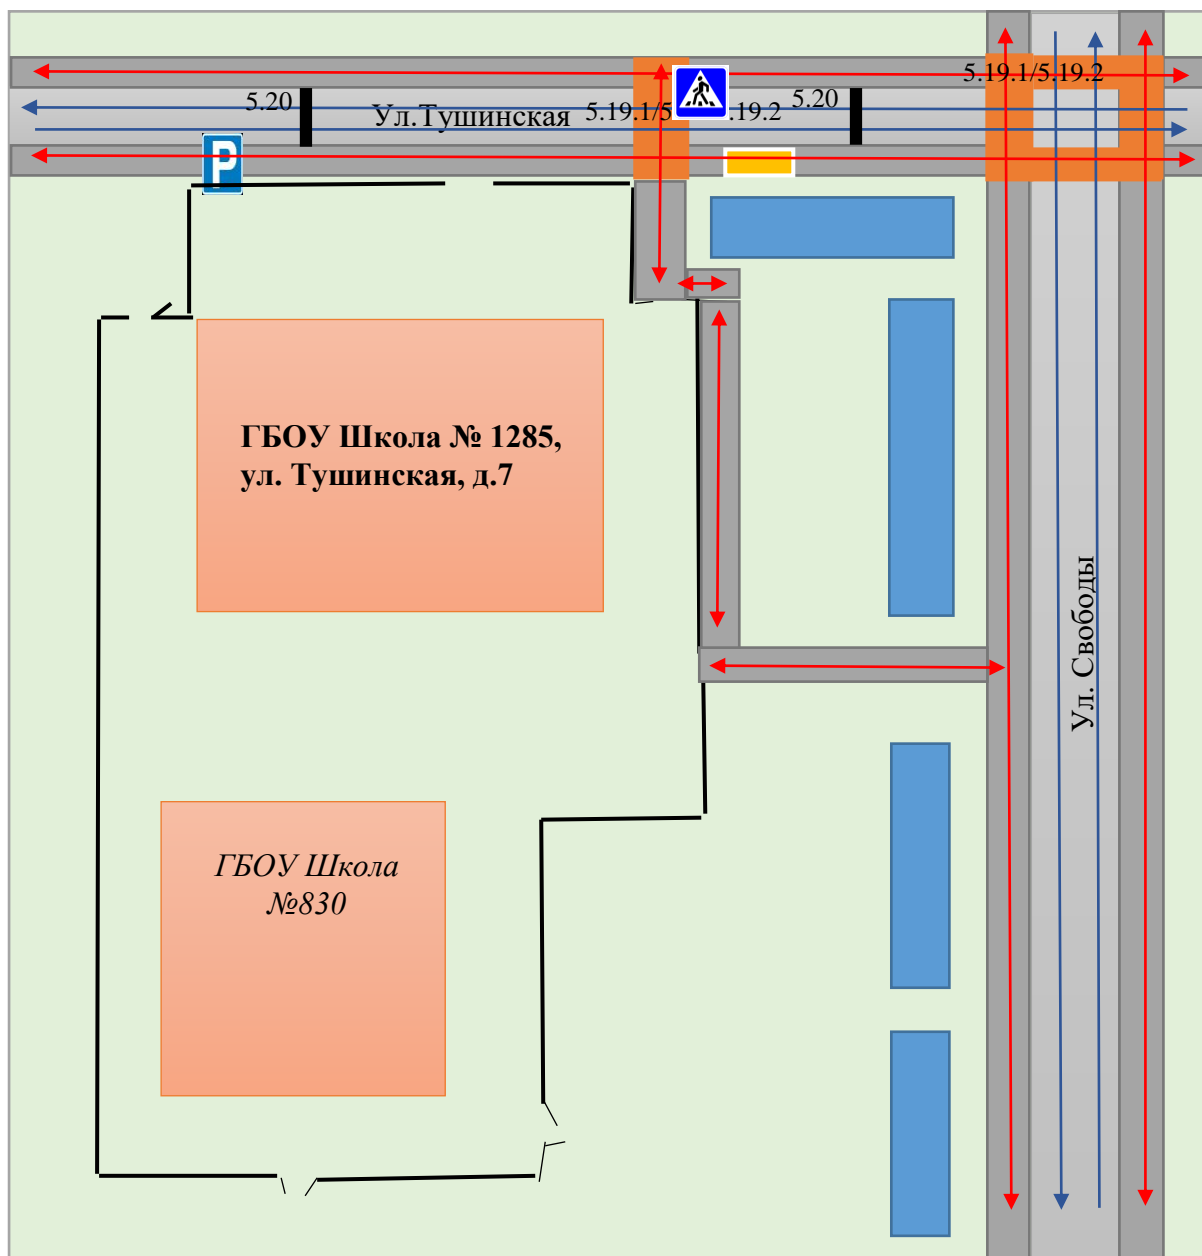 5.19.1/5.19.2
5.20
Ул.Тушинская
5.19.1/5
.19.2
5.20
P
ГБОУ Школа № 1285,
ул. Тушинская, д.7
Ул. Свободы
ГБОУ Школа
№830